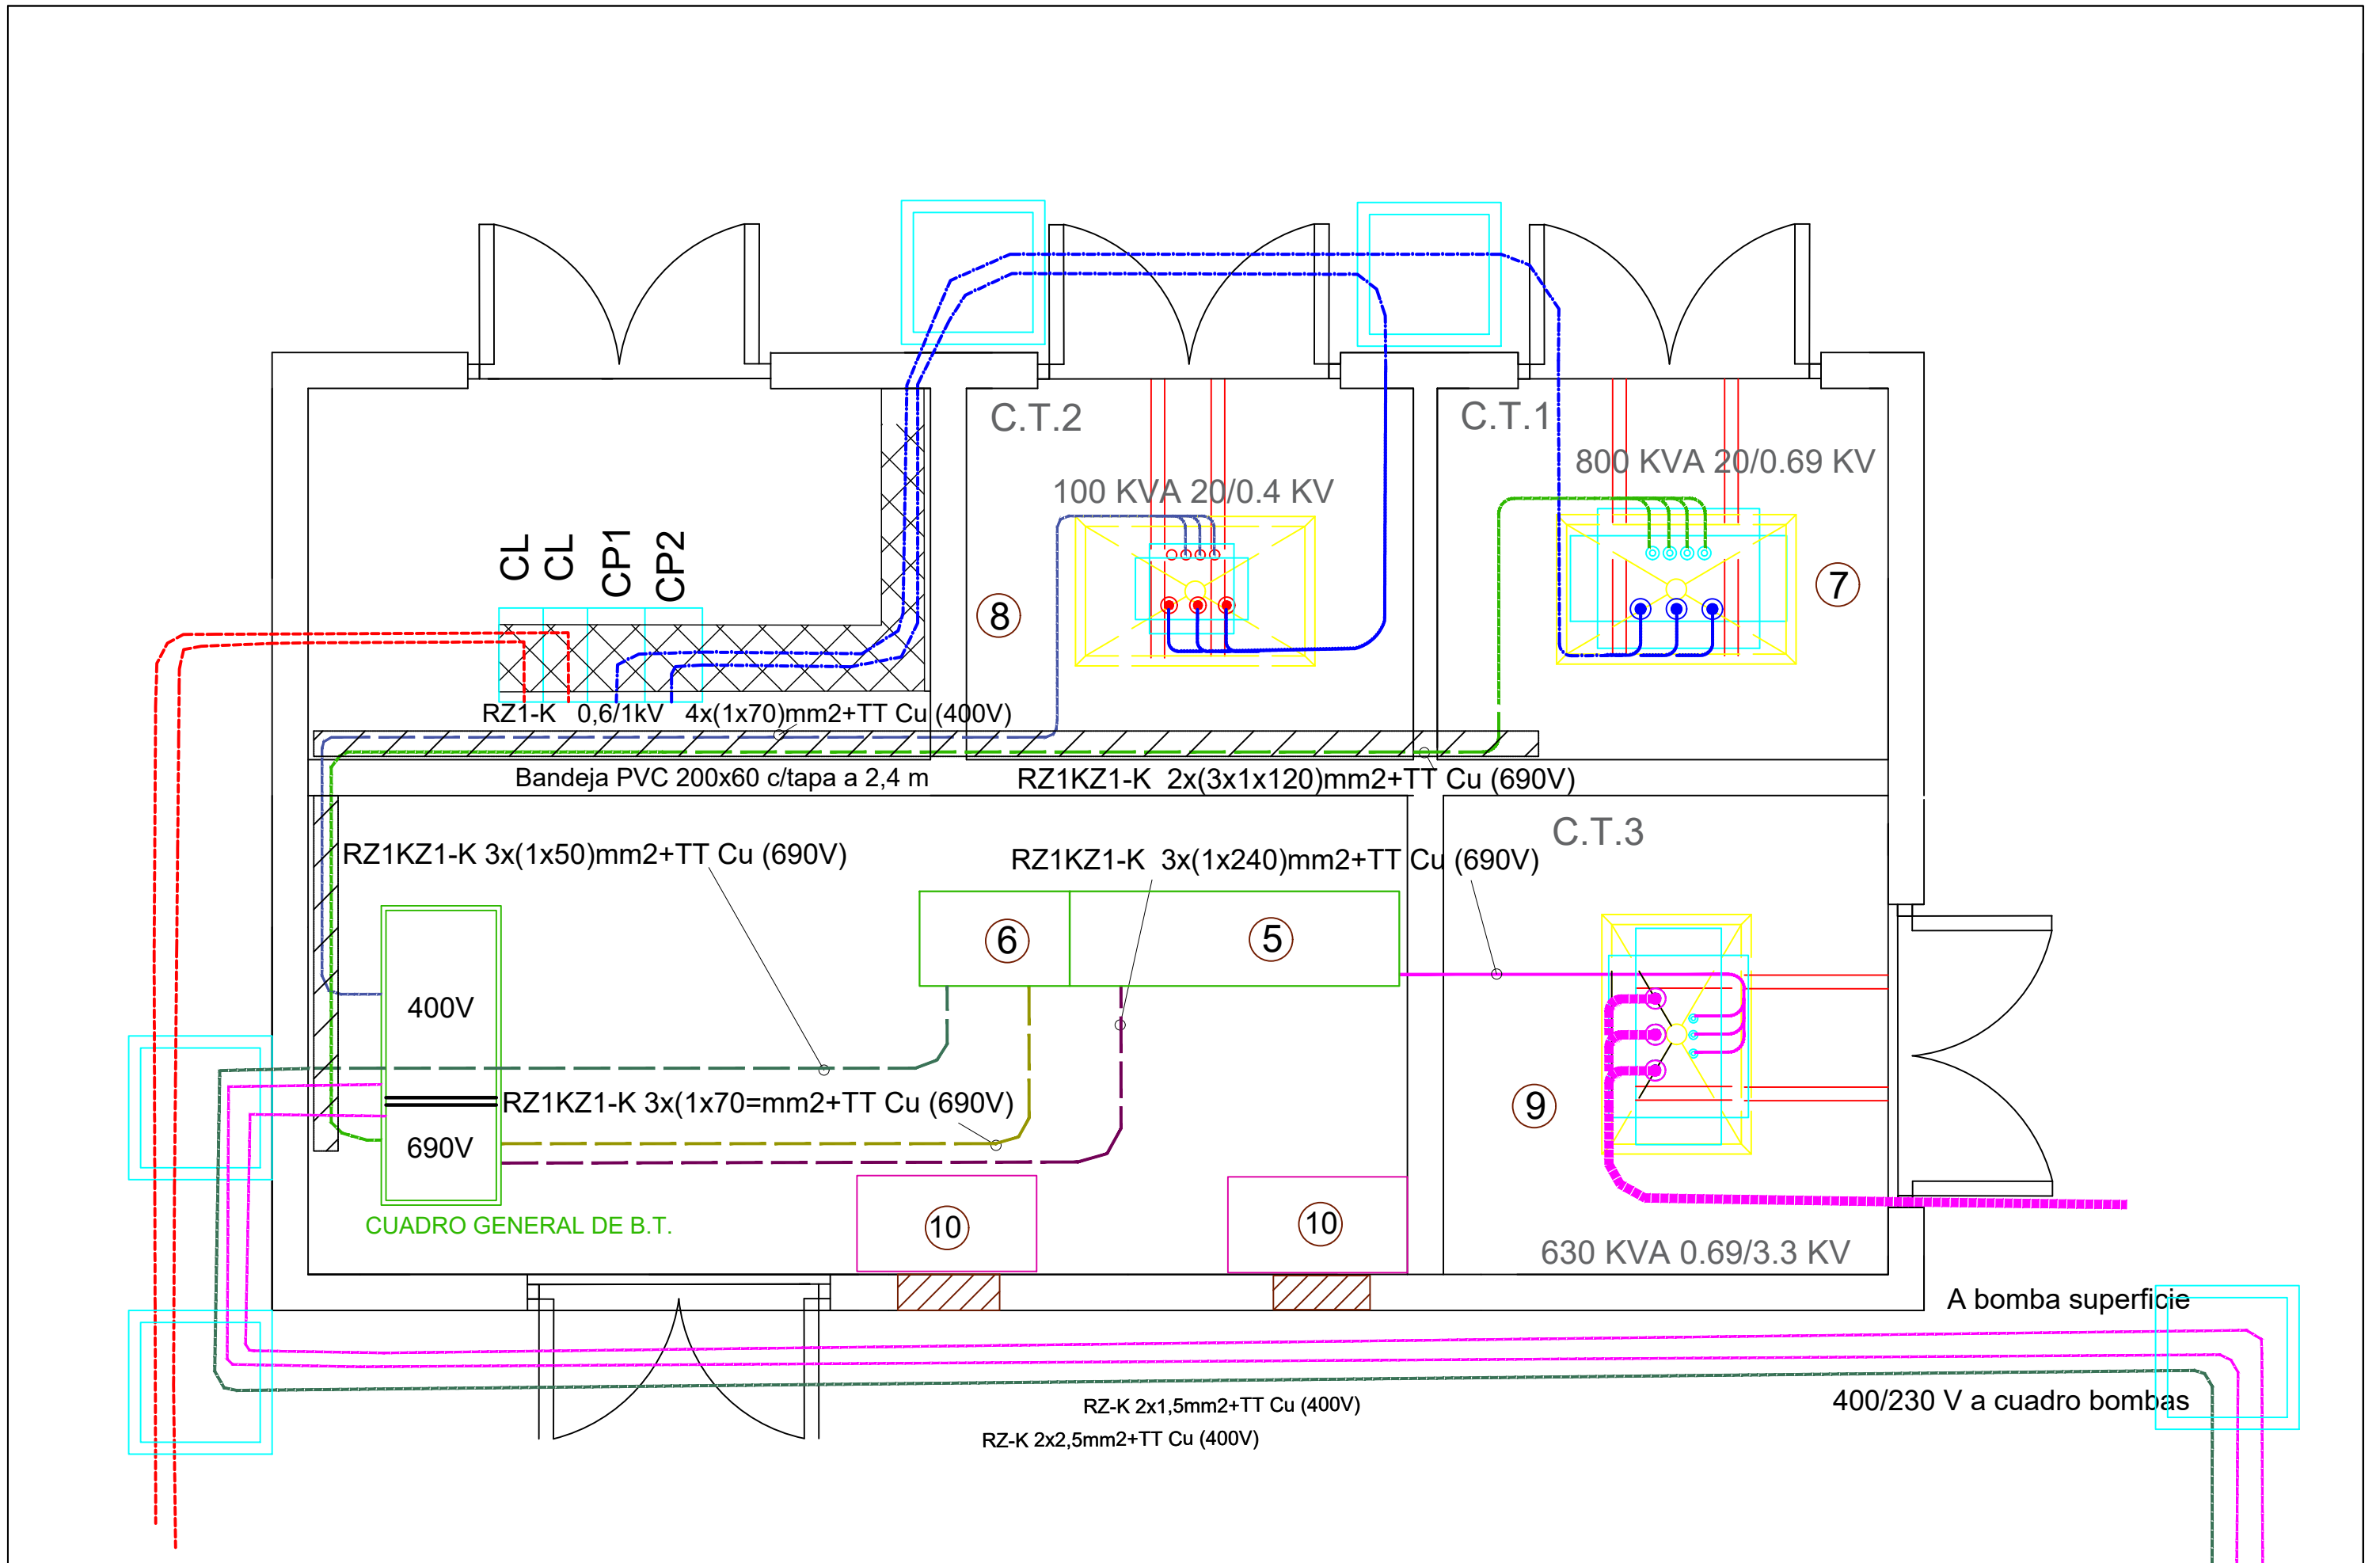 C.T.2
C.T.1
800 KVA 20/0.69 KV
100 KVA 20/0.4 KV
CL
CL
CP1
CP2
8
7
RZ1-K 0,6/1kV 4x(1x70)mm2+TT Cu (400V)
Bandeja PVC 200x60 c/tapa a 2,4 m
RZ1KZ1-K 2x(3x1x120)mm2+TT Cu (690V)
C.T.3
RZ1KZ1-K 3x(1x50)mm2+TT Cu (690V)
RZ1KZ1-K 3x(1x240)mm2+TT Cu (690V)
6
5
400V
RZ1KZ1-K 3x(1x70=mm2+TT Cu (690V)
9
690V
CUADRO GENERAL DE B.T.
10
10
630 KVA 0.69/3.3 KV
A bomba superficie
400/230 V a cuadro bombas
RZ-K 2x1,5mm2+TT Cu (400V)
RZ-K 2x2,5mm2+TT Cu (400V)